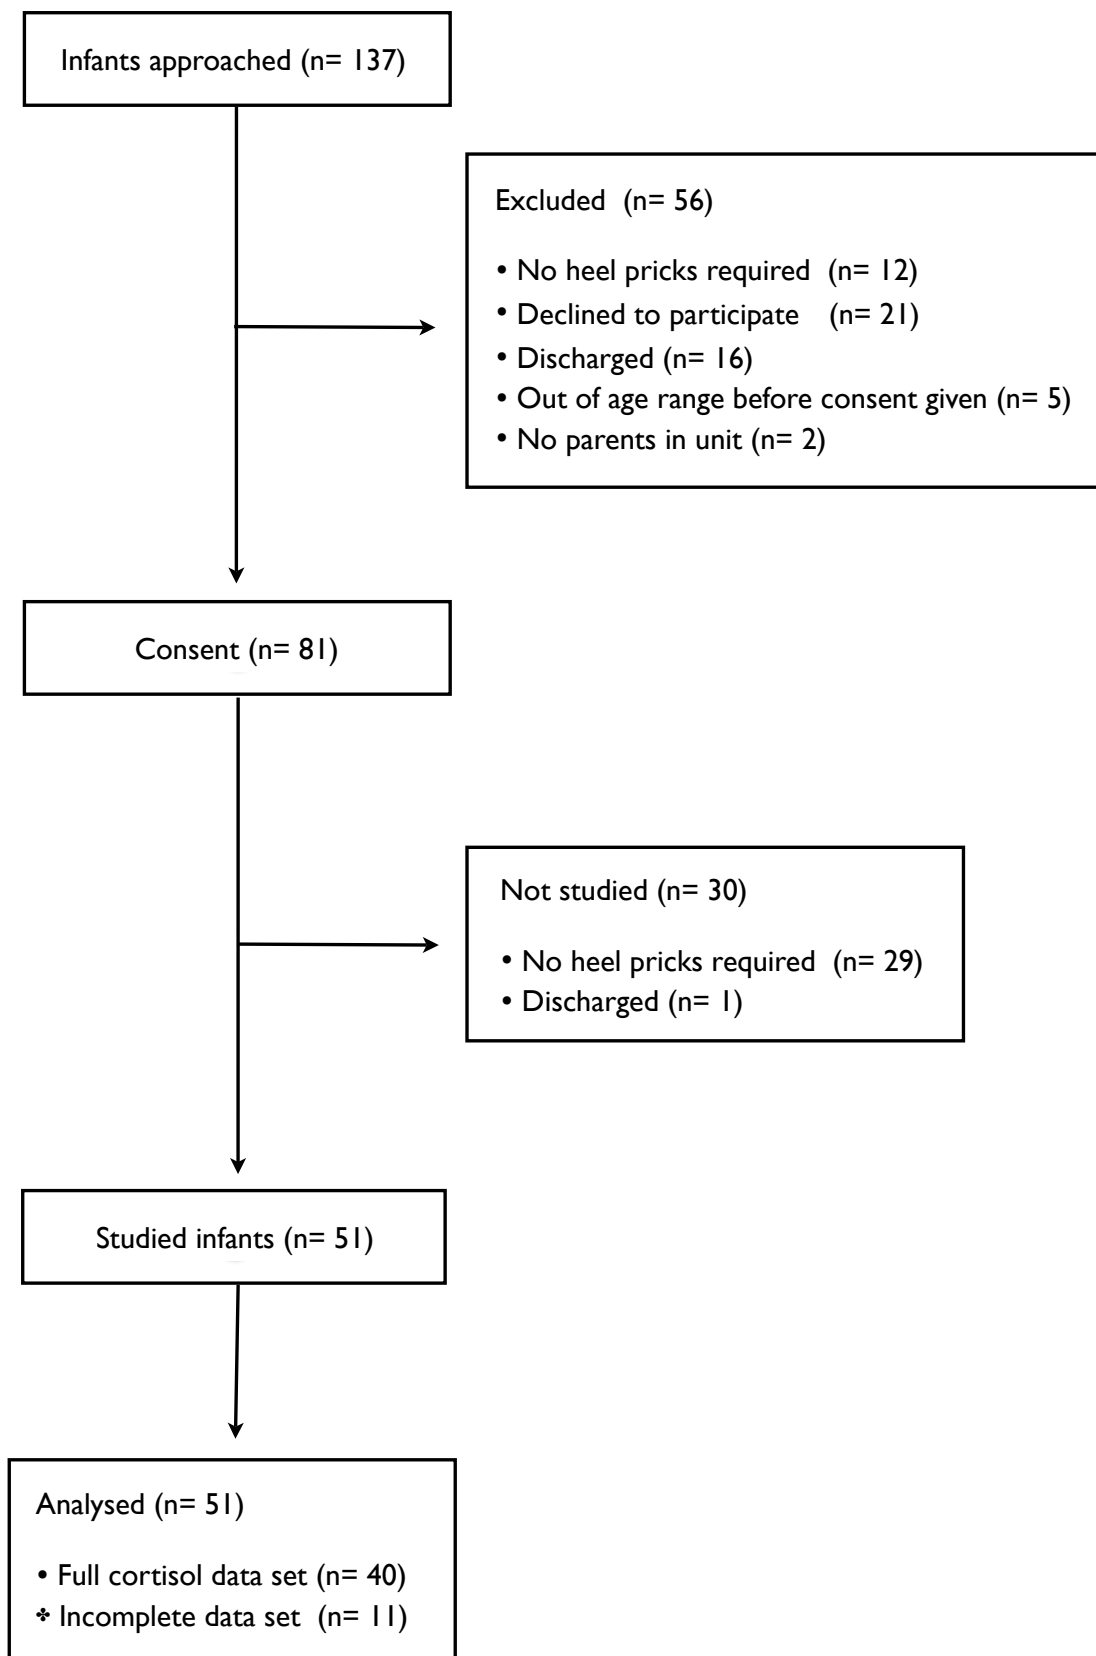 Infants approached (n= 137)
Excluded (n= 56)
• No heel pricks required (n= 12)
• Declined to participate (n= 21)
• Discharged (n= 16)
• Out of age range before consent given (n= 5)
• No parents in unit (n= 2)
Consent (n= 81)
Not studied (n= 30)
• No heel pricks required (n= 29)
• Discharged (n= 1)
Studied infants (n= 51)
Analysed (n= 51)
• Full cortisol data set (n= 40)
✤ Incomplete data set (n= 11)